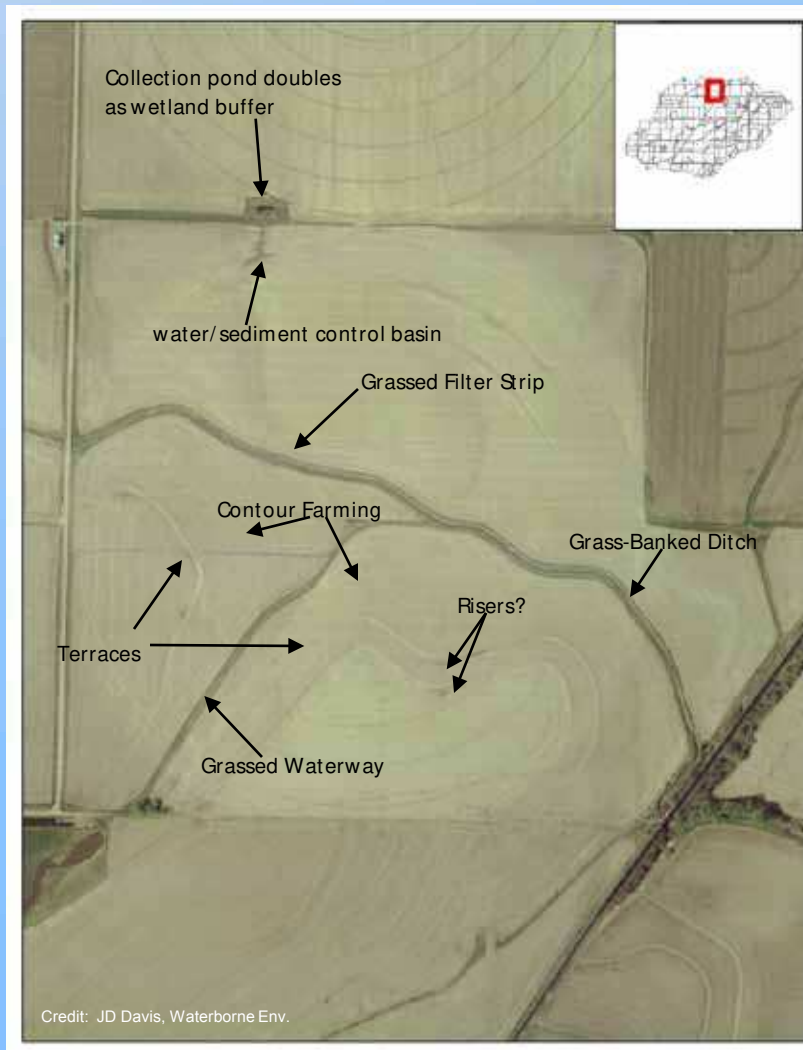 Collection pond doubles
as wetland buffer
water/sediment control basin
Grassed Filter Strip
Contour Farming
Grass-Banked Ditch
Risers?
Terraces
Grassed Waterway
Credit: JD Davis, Waterborne Env.